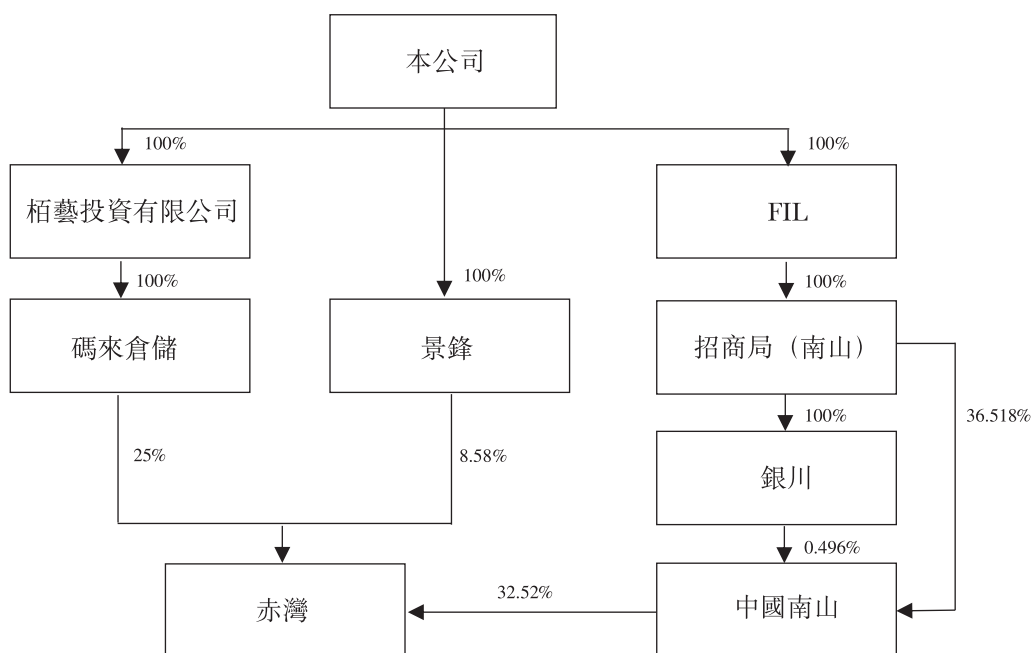 本公司
100%
100%
栢藝投資有限公司
FIL
100%
100%
100%
碼來倉儲
景鋒
招商局（南山）
36.518%
100%
25%
8.58%
銀川
0.496%
赤灣
32.52%
中國南山